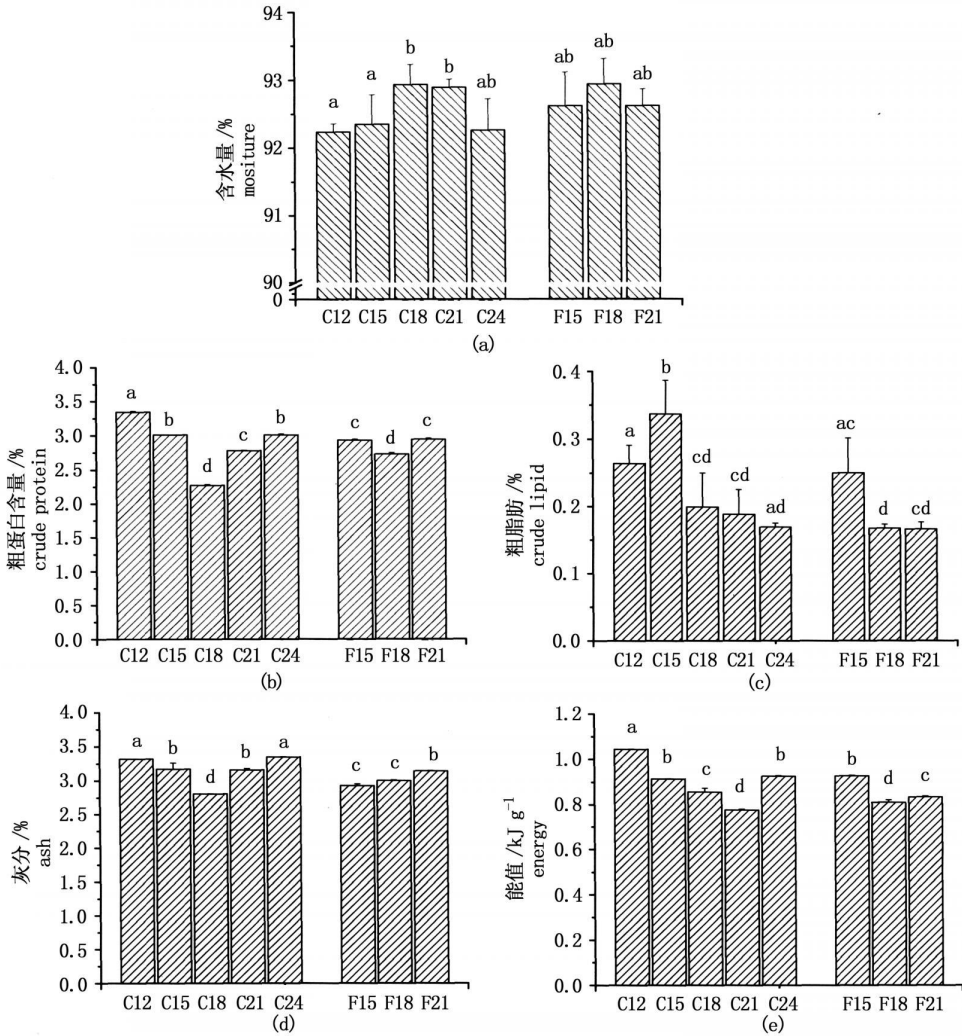 94
93
92
91
90
0
含水量 /%
mositure
a
a
b
b
ab
ab
ab
ab
C12 C15 C18 C21 C24 F15 F18 F21
(a)
4.0
3.5
3.0
2.5
2.0
1.5
1.0
0.5
0.0
粗蛋白含量 /%
crude protein
a
b
d
c
c
c
d
c
C12 C15 C18 C21 C24 F15 F18 F21
(b)
0.4
0.3
0.2
0.1
0.0
粗脂肪 /%
crude lipid
a
b
cd
cd
ad
ac
d
cd
C12 C15 C18 C21 C24 F15 F18 F21
(c)
4.0
3.5
3.0
2.5
2.0
1.5
1.0
0.5
0.0
灰分 /%
ash
a
b
d
b
a
c
c
b
C12 C15 C18 C21 C24 F15 F18 F21
(d)
1.2
1.0
0.8
0.6
0.4
0.2
0.0
能值 /kJ g⁻¹
energy
a
b
c
d
b
b
d
c
C12 C15 C18 C21 C24 F15 F18 F21
(e)